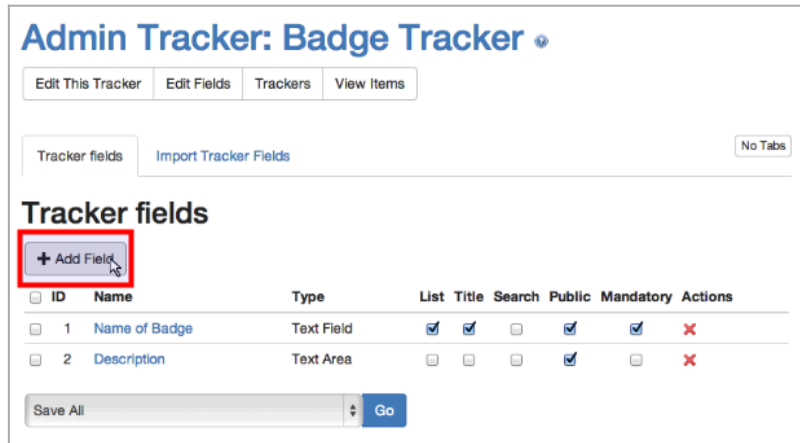 Admin Tracker: Badge Tracker
Edit This Tracker Edit Fields Trackers View Items
Tracker fields Import Tracker Fields No Tabs
Tracker fields
+ Add Field
ID Name Type List Title Search Public Mandatory Actions
1 Name of Badge Text Field
2 Description Text Area
Save All Go